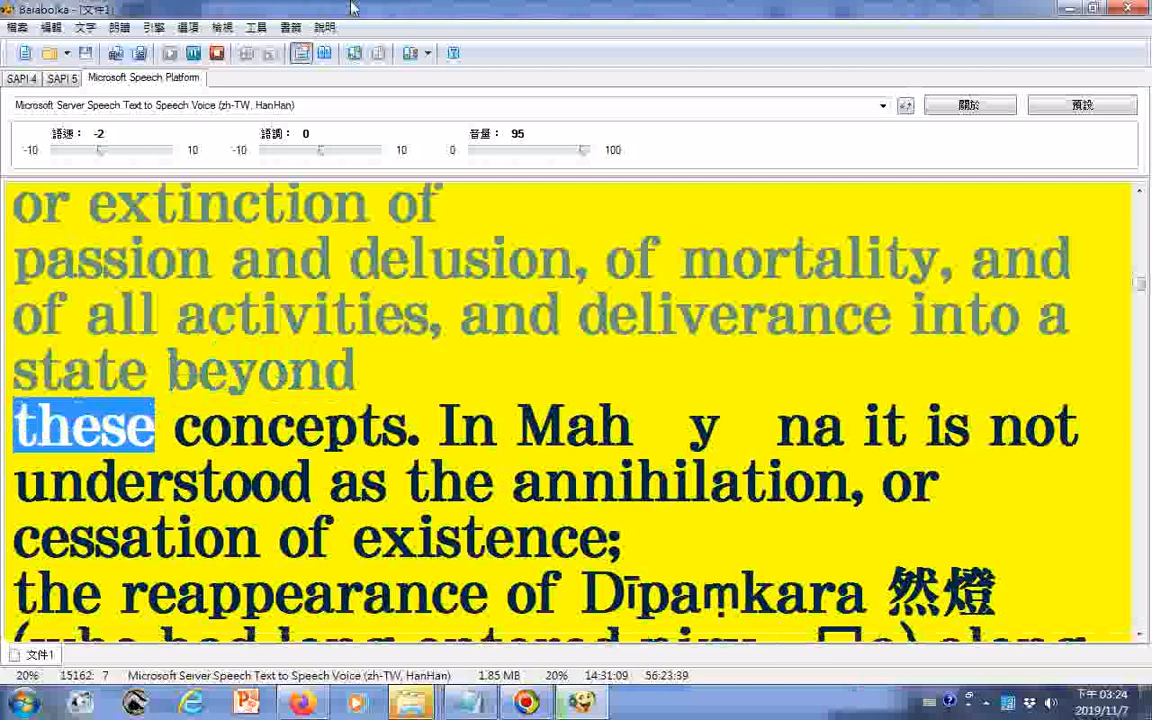 Balabolka - [文件1]
檔案 編輯 文字 朗讀 引擎 選項 檢視 工具 書籤 說明
SAPI 4 SAPI 5 Microsoft Speech Platform
Microsoft Server Speech Text to Speech Voice (zh-TW, HanHan) 關於 預設
語速: -2 語調: 0 音量: 95
-10 10 -10 10 0 100
or extinction of
passion and delusion, of mortality, and
of all activities, and deliverance into a
state beyond
these concepts. In Mah y na it is not
understood as the annihilation, or
cessation of existence;
the reappearance of Dīpaṃkara 然燈
(who had long entered nirv □a) along
文件1
20% 15162: 7 Microsoft Server Speech Text to Speech Voice (zh-TW, HanHan) 1.85 MB 20% 14:31:09 56:23:39
下午 03:24
2019/11/7